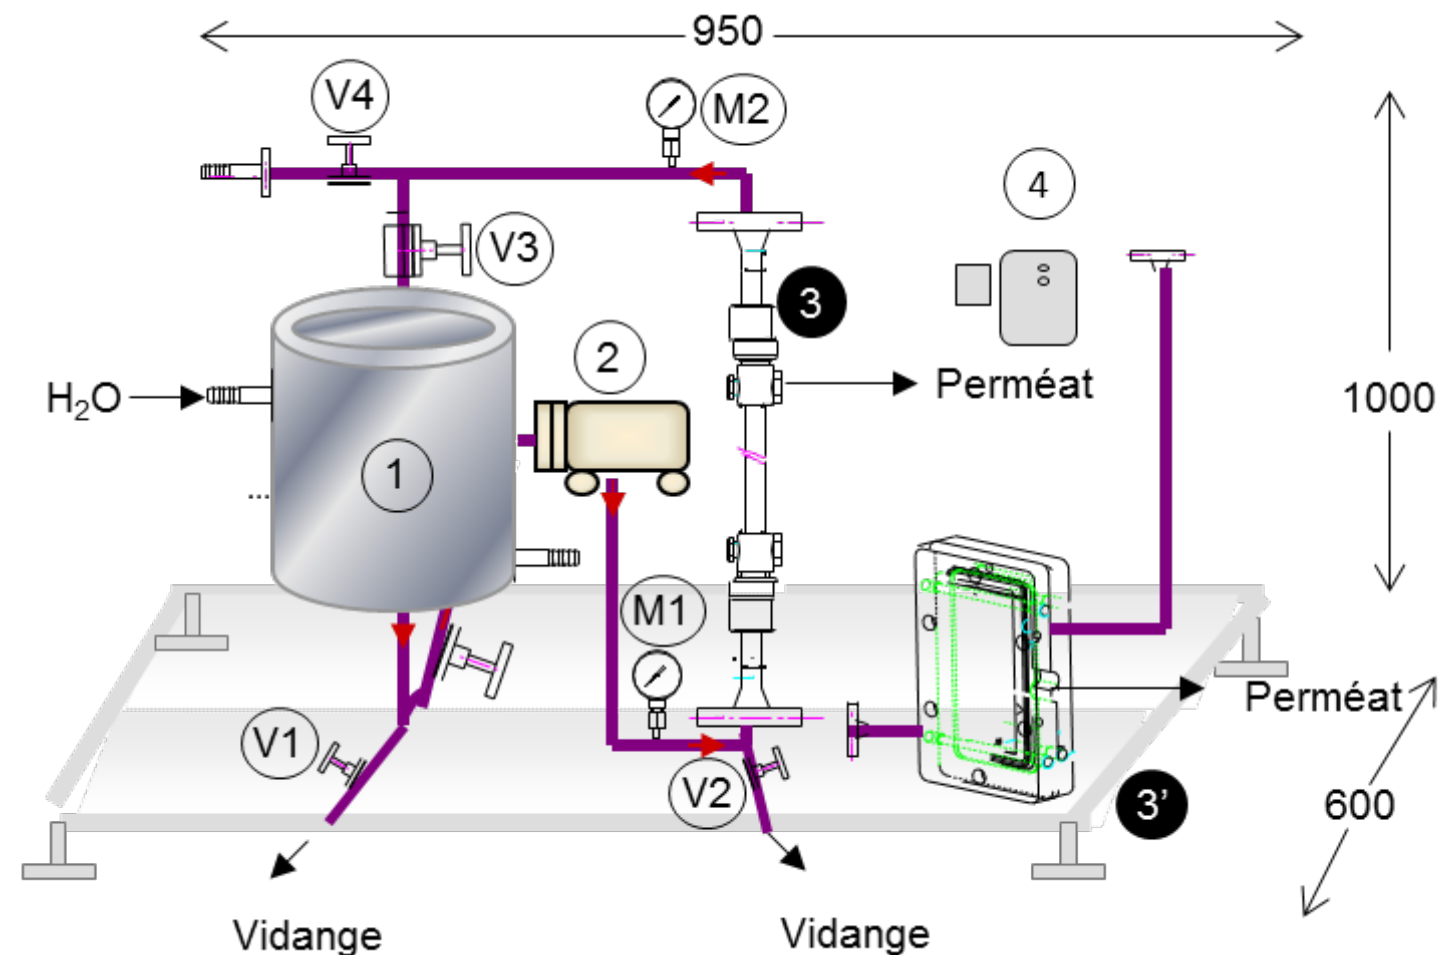 950
V4
M2
4
V3
3
1000
2
H₂O
Perméat
1
M1
Perméat
V1
V2
3’
600
Vidange
Vidange